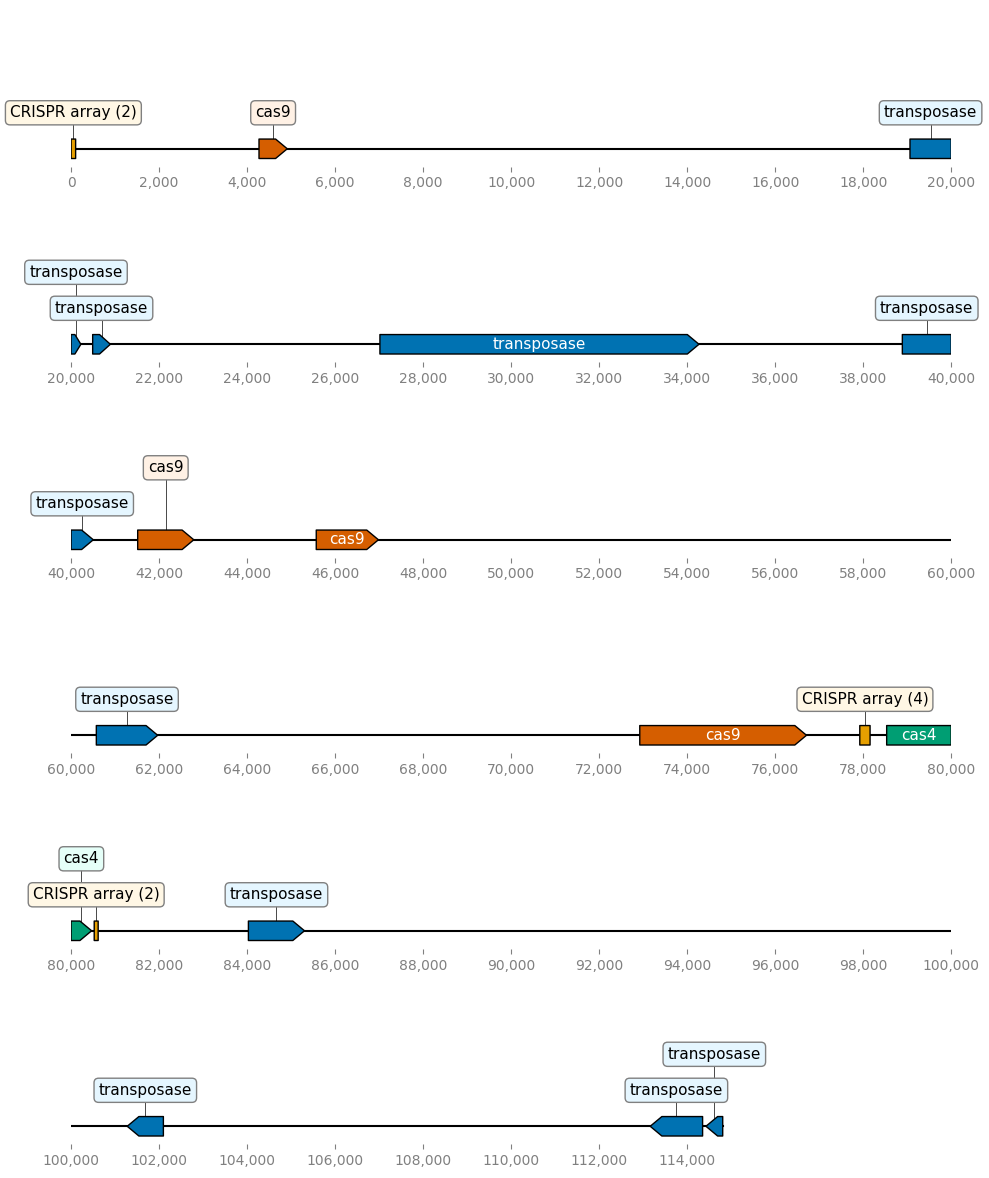 CRISPR array (2) cas9 transposase
0 2,000 4,000 6,000 8,000 10,000 12,000 14,000 16,000 18,000 20,000
transposase
transposase transposase
transposase
20,000 22,000 24,000 26,000 28,000 30,000 32,000 34,000 36,000 38,000 40,000
cas9
transposase
cas9
40,000 42,000 44,000 46,000 48,000 50,000 52,000 54,000 56,000 58,000 60,000
transposase CRISPR array (4)
cas9 cas4
60,000 62,000 64,000 66,000 68,000 70,000 72,000 74,000 76,000 78,000 80,000
cas4
CRISPR array (2) transposase
80,000 82,000 84,000 86,000 88,000 90,000 92,000 94,000 96,000 98,000 100,000
transposase
transposase transposase
100,000 102,000 104,000 106,000 108,000 110,000 112,000 114,000